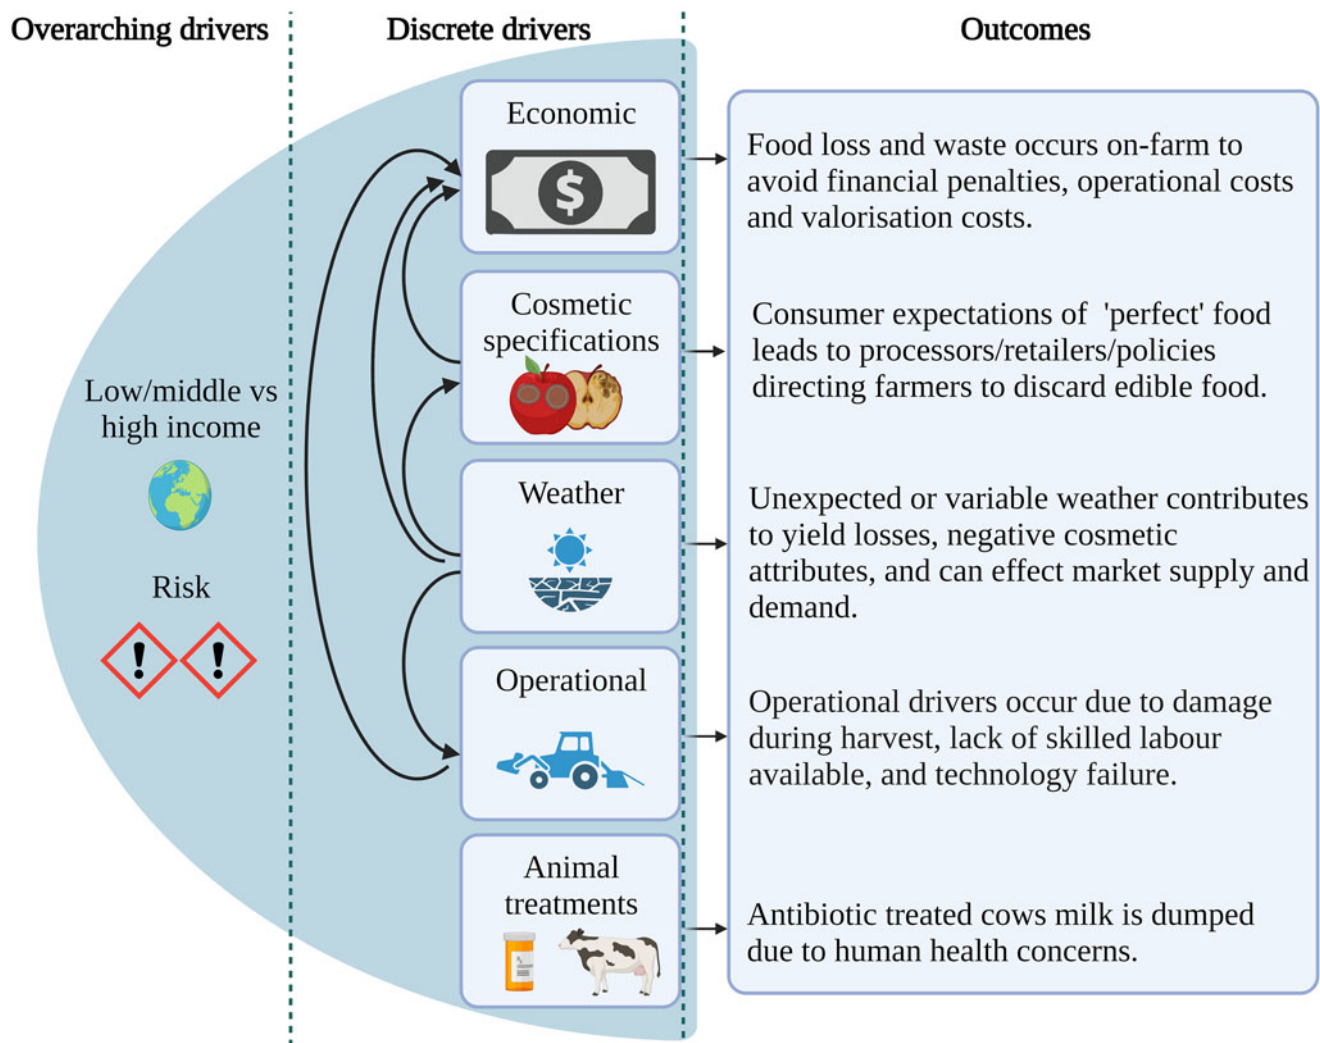 Overarching drivers
Discrete drivers
Outcomes
Low/middle vs
high income
Risk
! !
Economic
$
Food loss and waste occurs on-farm to
avoid financial penalties, operational costs
and valorisation costs.
Cosmetic
specifications
Consumer expectations of 'perfect' food
leads to processors/retailers/policies
directing farmers to discard edible food.
Weather
Unexpected or variable weather contributes
to yield losses, negative cosmetic
attributes, and can effect market supply and
demand.
Operational
Operational drivers occur due to damage
during harvest, lack of skilled labour
available, and technology failure.
Animal
treatments
Antibiotic treated cows milk is dumped
due to human health concerns.